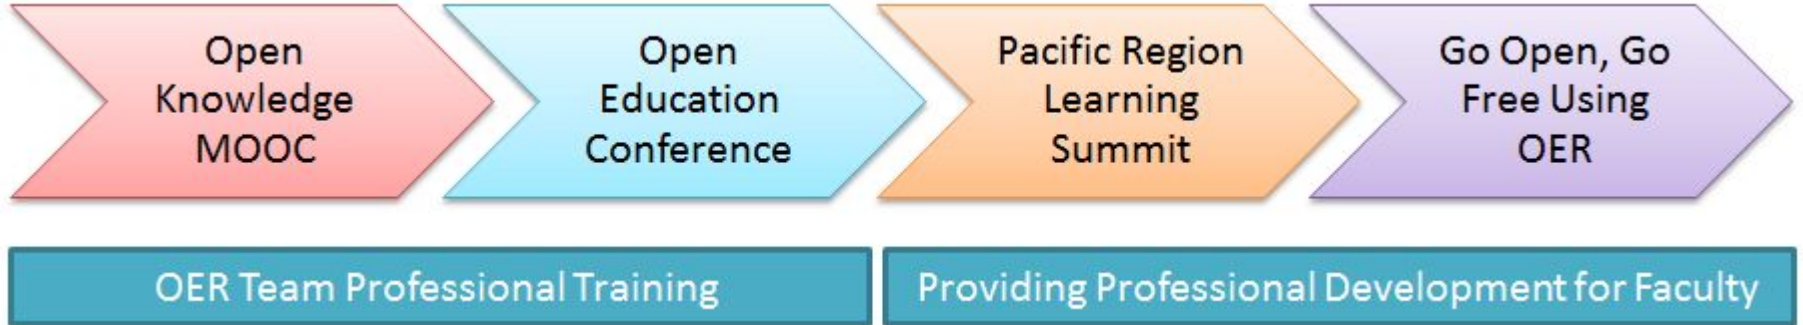 Open
Knowledge
MOOC
Open
Education
Conference
Pacific Region
Learning
Summit
Go Open, Go
Free Using
OER
OER Team Professional Training
Providing Professional Development for Faculty